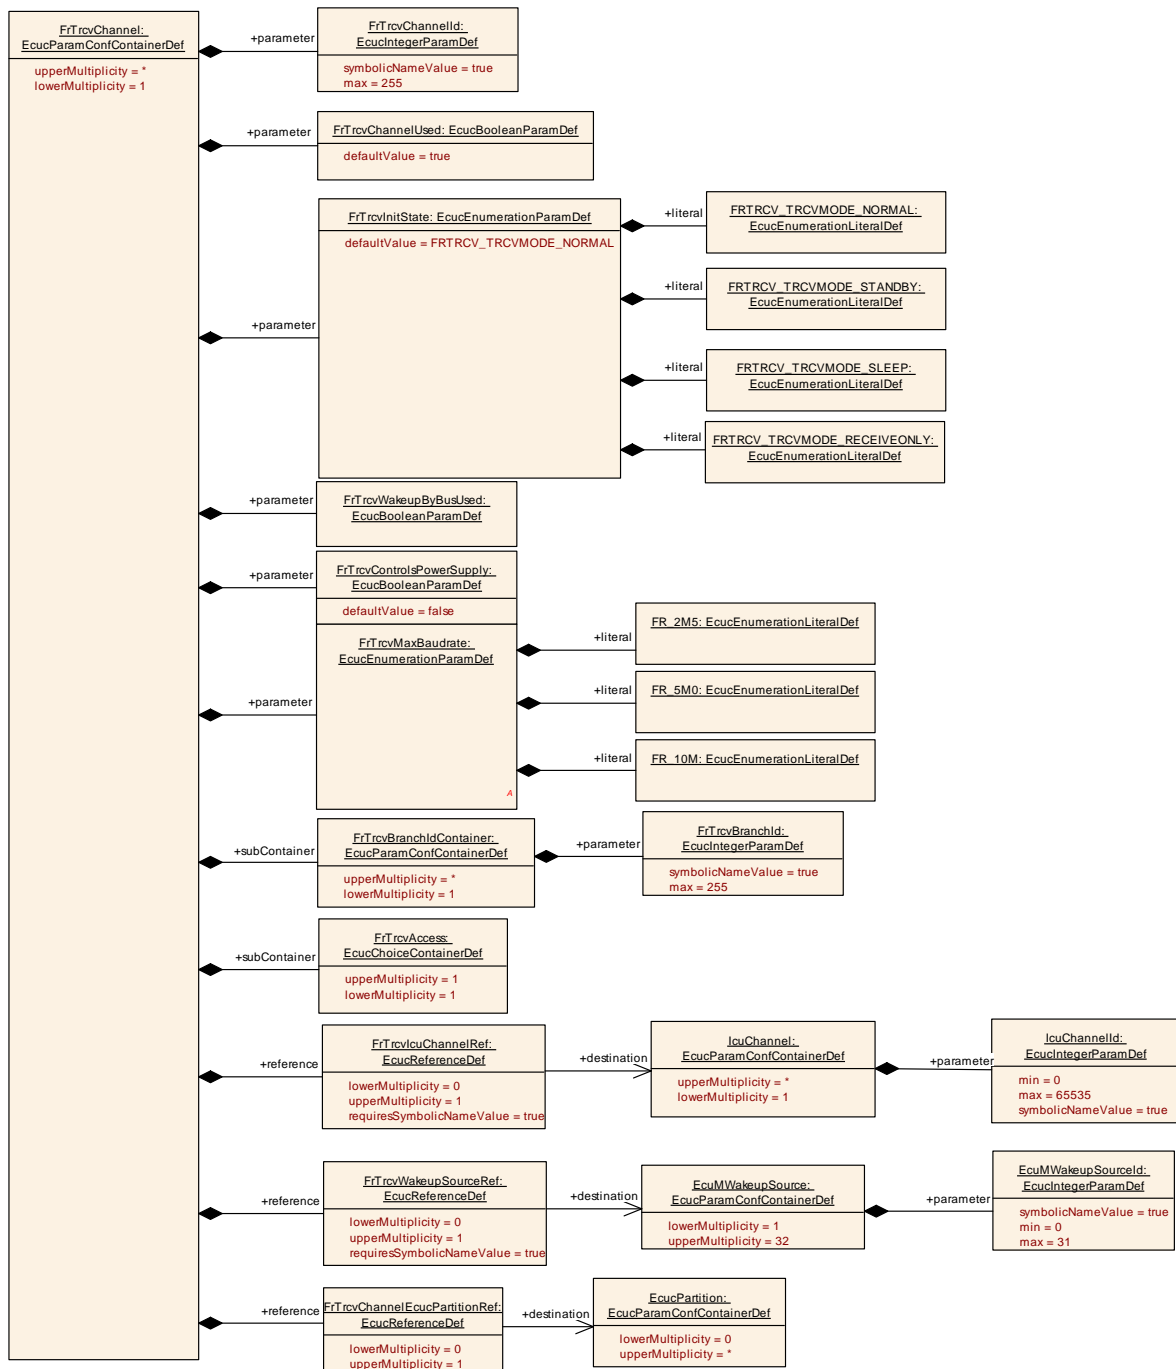 FrTrcvChannel:
EcucParamConfContainerDef
upperMultiplicity = *
lowerMultiplicity = 1
+parameter
FrTrcvChannelId:
EcucIntegerParamDef
symbolicNameValue = true
max = 255
+parameter
FrTrcvChannelUsed: EcucBooleanParamDef
defaultValue = true
+parameter
FrTrcvInitState: EcucEnumerationParamDef
defaultValue = FRTRCV_TRCVMODE_NORMAL
+literal
FRTRCV_TRCVMODE_NORMAL:
EcucEnumerationLiteralDef
+literal
FRTRCV_TRCVMODE_STANDBY:
EcucEnumerationLiteralDef
+literal
FRTRCV_TRCVMODE_SLEEP:
EcucEnumerationLiteralDef
+literal
FRTRCV_TRCVMODE_RECEIVEONLY:
EcucEnumerationLiteralDef
+parameter
FrTrcvWakeupByBusUsed:
EcucBooleanParamDef
+parameter
FrTrcvControlsPowerSupply:
EcucBooleanParamDef
defaultValue = false
+parameter
FrTrcvMaxBaudrate:
EcucEnumerationParamDef
A
+literal
FR_2M5: EcucEnumerationLiteralDef
+literal
FR_5M0: EcucEnumerationLiteralDef
+literal
FR_10M: EcucEnumerationLiteralDef
+subContainer
FrTrcvBranchIdContainer:
EcucParamConfContainerDef
upperMultiplicity = *
lowerMultiplicity = 1
+parameter
FrTrcvBranchId:
EcucIntegerParamDef
symbolicNameValue = true
max = 255
+subContainer
FrTrcvAccess:
EcucChoiceContainerDef
upperMultiplicity = 1
lowerMultiplicity = 1
+reference
FrTrcvIcuChannelRef:
EcucReferenceDef
lowerMultiplicity = 0
upperMultiplicity = 1
requiresSymbolicNameValue = true
+destination
IcuChannel:
EcucParamConfContainerDef
upperMultiplicity = *
lowerMultiplicity = 1
+parameter
IcuChannelId:
EcucIntegerParamDef
min = 0
max = 65535
symbolicNameValue = true
+reference
FrTrcvWakeupSourceRef:
EcucReferenceDef
lowerMultiplicity = 0
upperMultiplicity = 1
requiresSymbolicNameValue = true
+destination
EcuMWakeupSource:
EcucParamConfContainerDef
lowerMultiplicity = 1
upperMultiplicity = 32
+parameter
EcuMWakeupSourceId:
EcucIntegerParamDef
symbolicNameValue = true
min = 0
max = 31
+reference
FrTrcvChannelEcucPartitionRef:
EcucReferenceDef
lowerMultiplicity = 0
upperMultiplicity = 1
+destination
EcucPartition:
EcucParamConfContainerDef
lowerMultiplicity = 0
upperMultiplicity = *